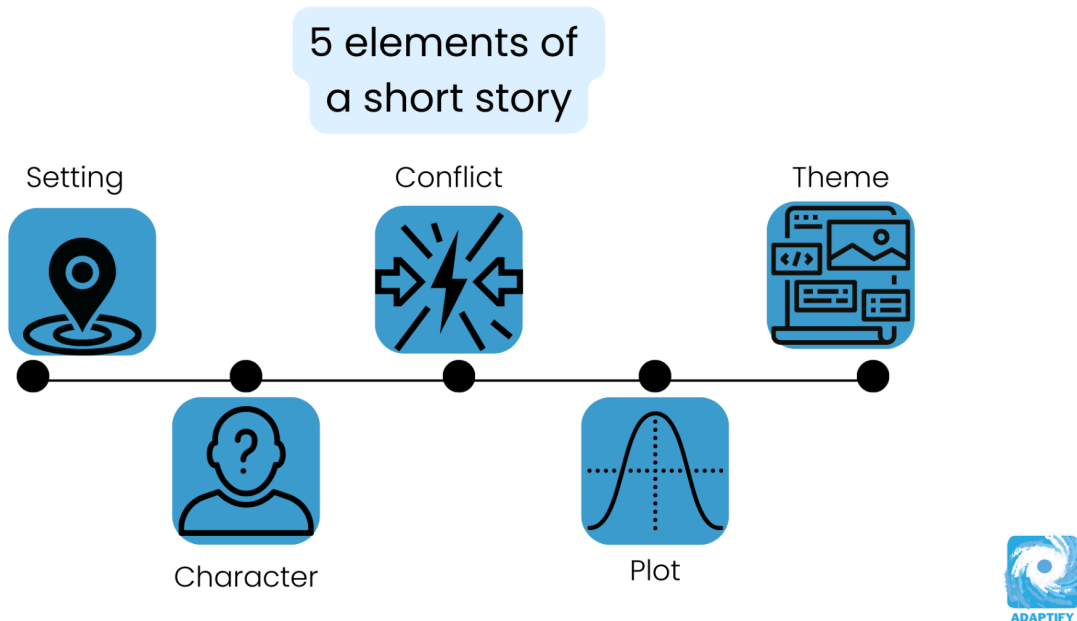 5 elements of
a short story
Setting
Conflict
Theme
</>
Character
Plot
ADAPTIFY